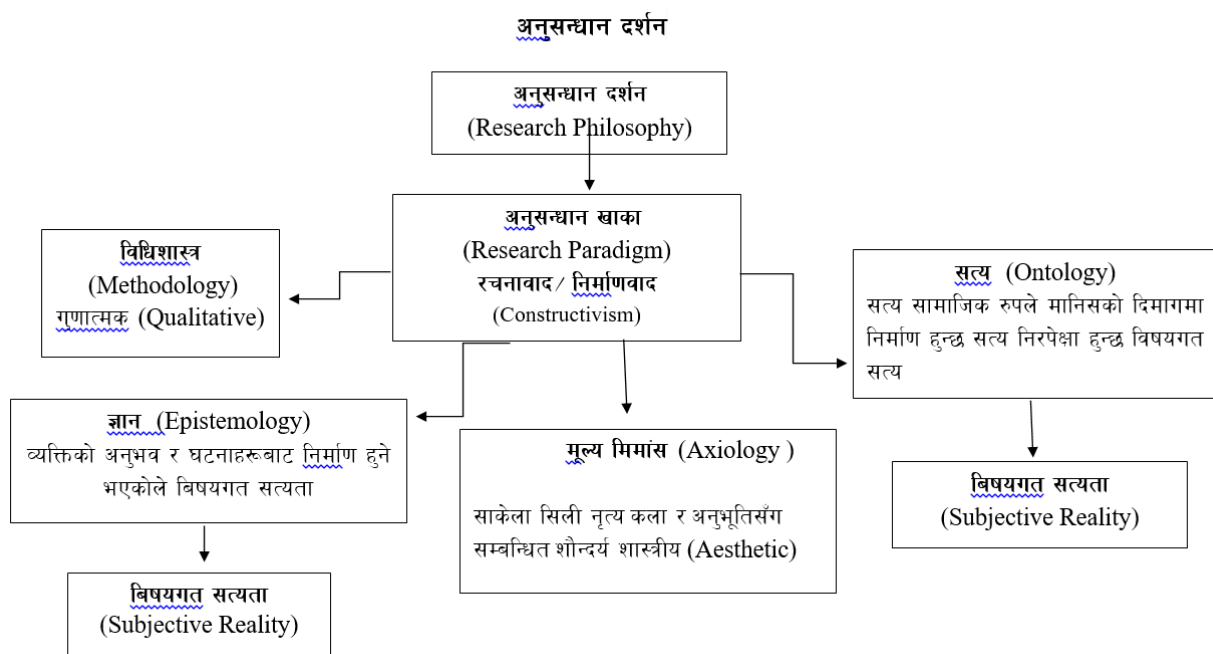 अनुसन्धान दर्शन
अनुसन्धान दर्शन
(Research Philosophy)
अनुसन्धान खाका
(Research Paradigm)
रचनावाद/ निर्माणवाद
(Constructivism)
विधिशास्त्र
(Methodology)
गुणात्मक (Qualitative)
सत्य (Ontology)
सत्य सामाजिक रुपले मानिसको दिमागमा
निर्माण हुन्छ सत्य निरपेक्षा हुन्छ विषयगत
सत्य
ज्ञान (Epistemology)
व्यक्तिको अनुभव र घटनाहरूबाट निर्माण हुने
भएकोले बिषयगत सत्यता
मूल्य मिमांस (Axiology )
साकेला सिली नृत्य कला र अनुभूतिसँग
सम्बन्धित शौन्दर्य शास्त्रीय (Aesthetic)
बिषयगत सत्यता
(Subjective Reality)
बिषयगत सत्यता
(Subjective Reality)